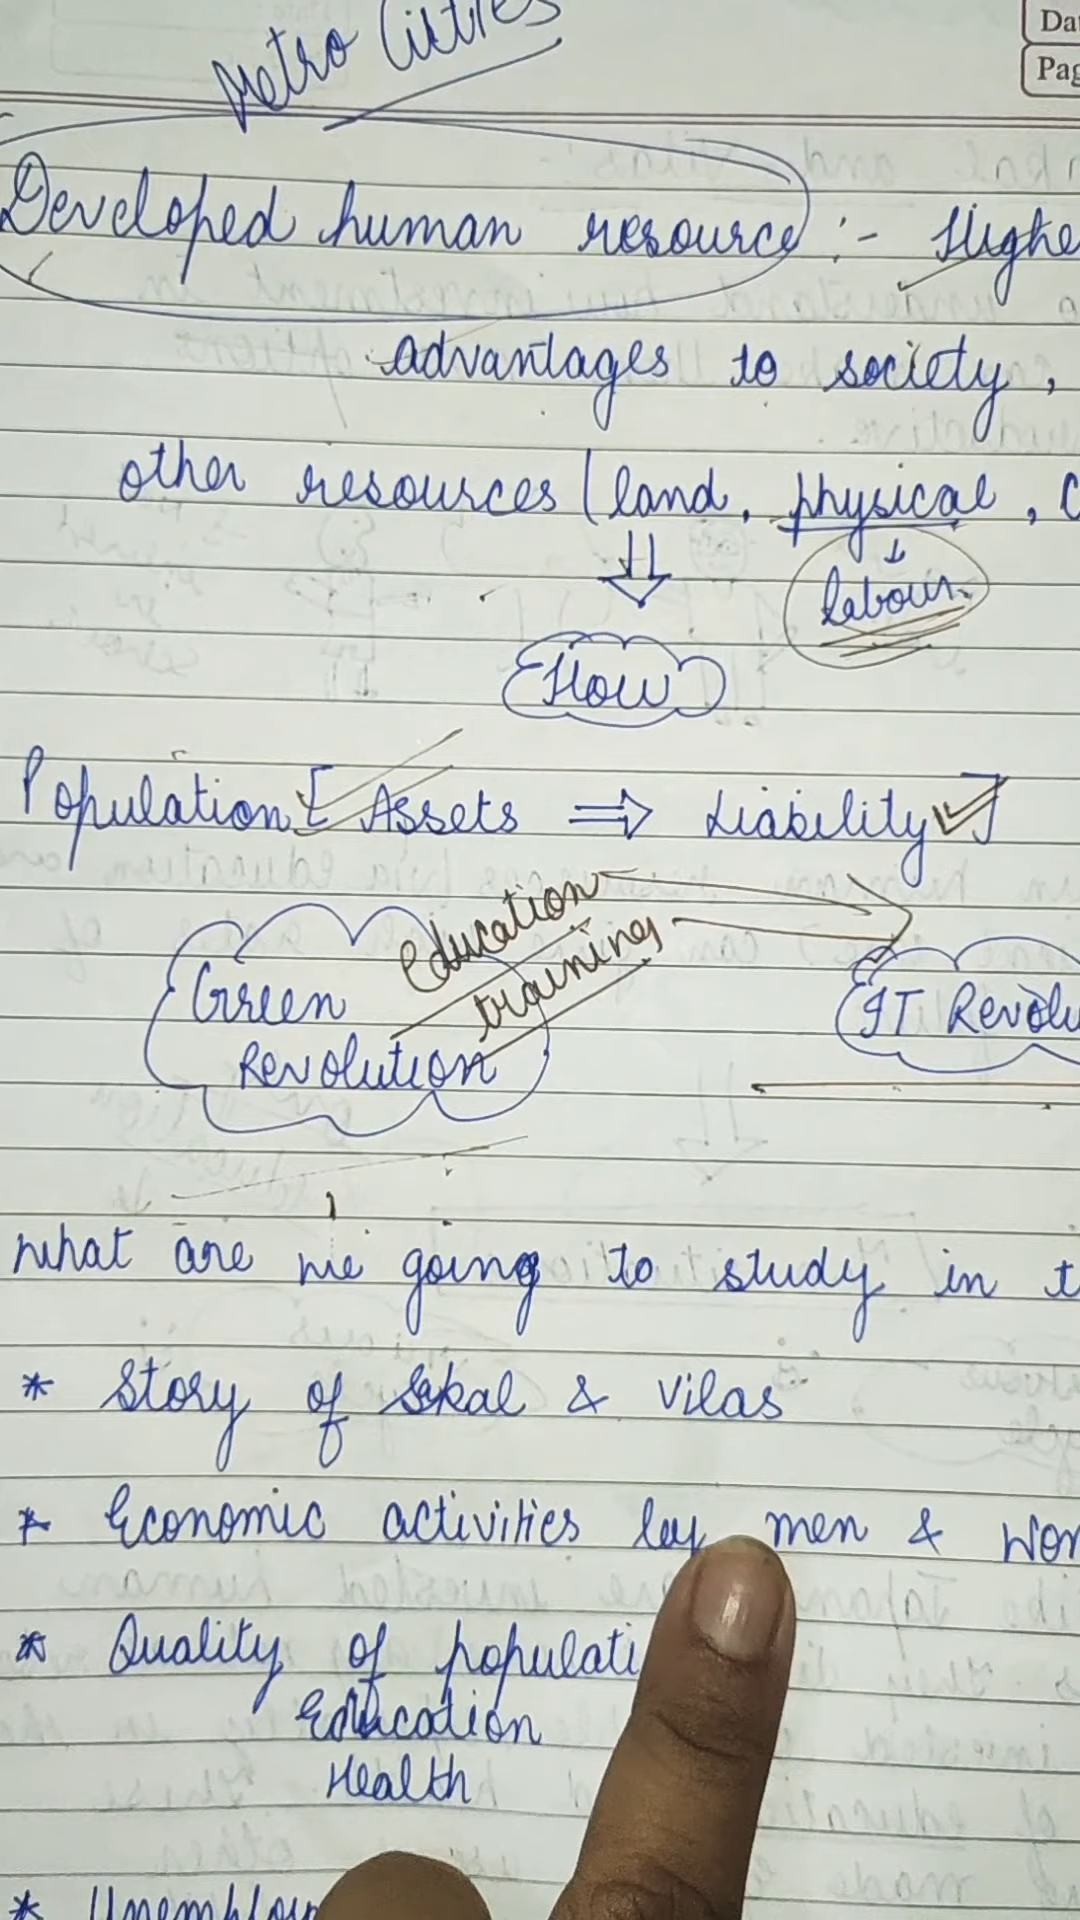 Metro Cities
Da
Pag
Developed human resource :- Highe
advantages to society,
other resources (land, physical, C
↓
labour
⇓
How
Population [Assets ⇒ Liability]
education
training
Green
Revolution
IT Revolu
what are we going to study in t
* Story of Sakal & Vilas
* Economic activities by men & Wom
* Quality of populati
Education
Health
* Unemploy